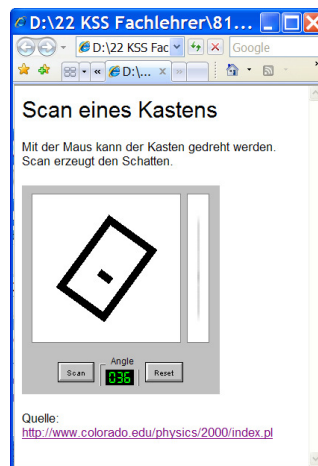 D:\22 KSS Fachlehrer\81...
D:\22 KSS Fac
Google
D:\...
Scan eines Kastens
Mit der Maus kann der Kasten gedreht werden.
Scan erzeugt den Schatten.
Angle
Scan
036
Reset
Quelle:
http://www.colorado.edu/physics/2000/index.pl